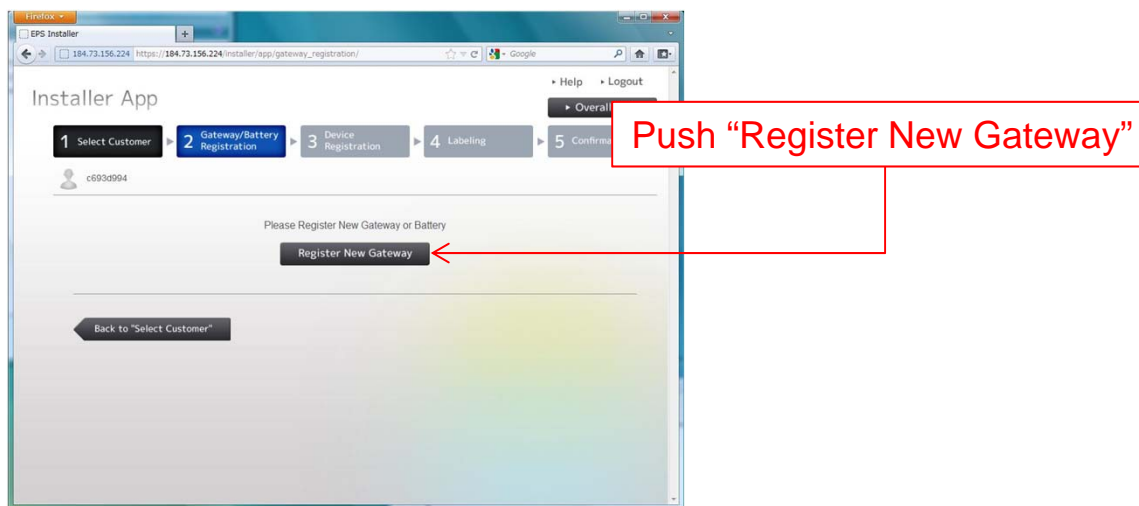 Firefox
EPS Installer
184.73.156.224 https://184.73.156.224/installer/app/gateway_registration/
Google
Help Logout
Installer App
Overall
1 Select Customer
2 Gateway/Battery
Registration
3 Device
Registration
4 Labeling
5 Confirma
Push “Register New Gateway”
c693d994
Please Register New Gateway or Battery
Register New Gateway
Back to "Select Customer"